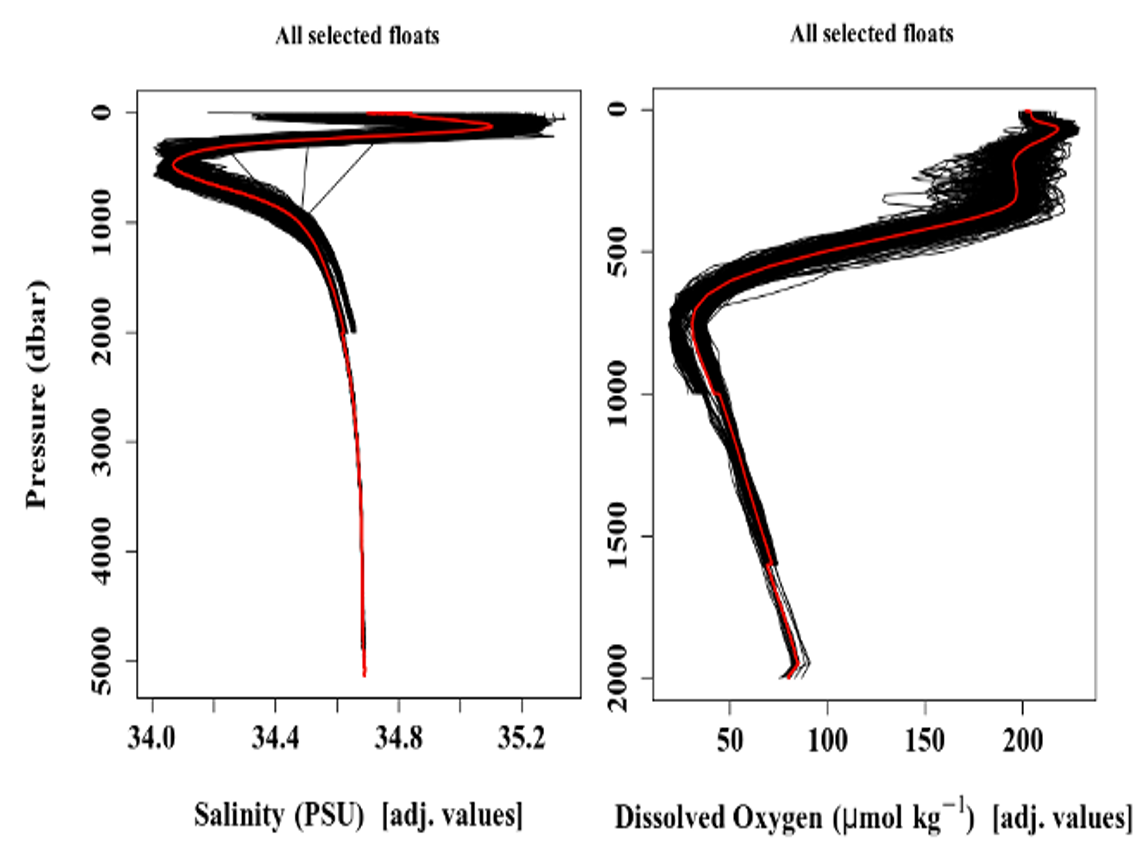 All selected floats
All selected floats
Pressure (dbar)
0
1000
2000
3000
4000
5000
34.0 34.4 34.8 35.2
Salinity (PSU) [adj. values]
0
500
1000
1500
2000
50 100 150 200
Dissolved Oxygen (μmol kg⁻¹) [adj. values]